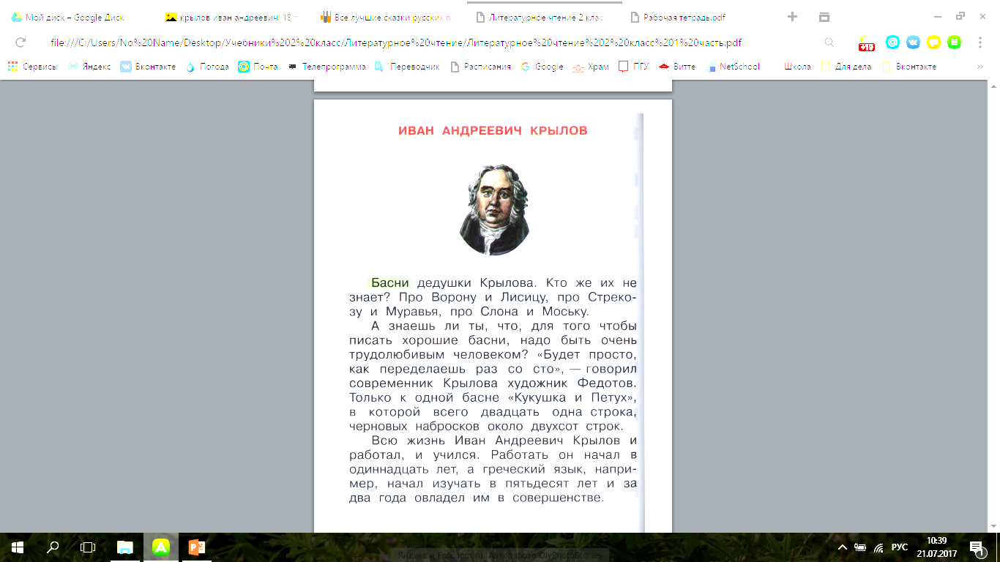 Мой диск – Google Диск
крылов иван андреевич: 18 т
Все лучшие сказки русских п
Литературное чтение 2 клас
Рабочая тетрадь.pdf
file:///C:/Users/No%20Name/Desktop/Учебники%202%20класс/Литературное%20чтение/Литературное%20чтение%202%20класс%201%20часть.pdf
+19
Сервисы Яндекс Вконтакте Погода Почта Телепрограмма Переводчик Расписания Google Храм ПГУ Витте NetSchool Школа Для дела Вконтакте
ИВАН АНДРЕЕВИЧ КРЫЛОВ
Басни дедушки Крылова. Кто же их не
знает? Про Ворону и Лисицу, про Стреко-
зу и Муравья, про Слона и Моську.
А знаешь ли ты, что, для того чтобы
писать хорошие басни, надо быть очень
трудолюбивым человеком? «Будет просто,
как переделаешь раз со сто», — говорил
современник Крылова художник Федотов.
Только к одной басне «Кукушка и Петух»,
в которой всего двадцать одна строка,
черновых набросков около двухсот строк.
Всю жизнь Иван Андреевич Крылов и
работал, и учился. Работать он начал в
одиннадцать лет, а греческий язык, напри-
мер, начал изучать в пятьдесят лет и за
два года овладел им в совершенстве.
РУС
10:39
21.07.2017
1